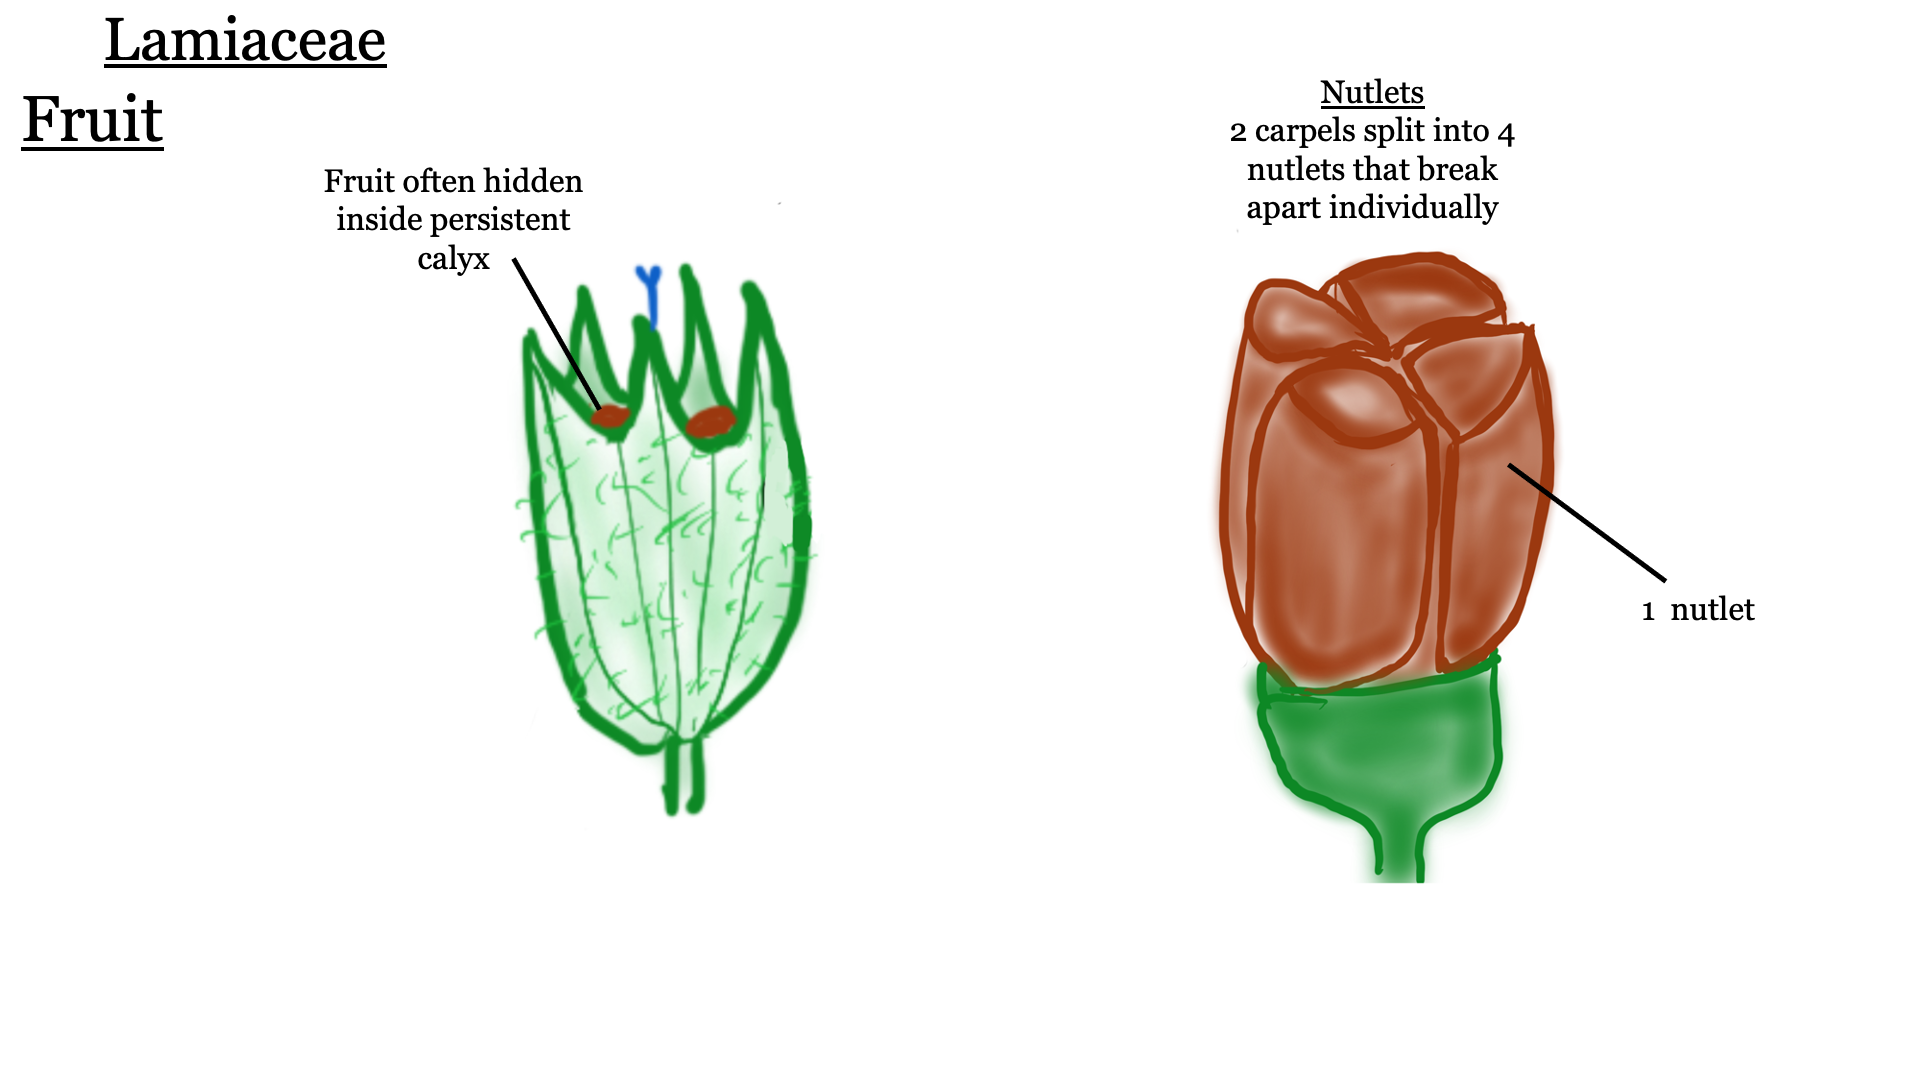 Lamiaceae
Fruit
Fruit often hidden
inside persistent
calyx
Nutlets
2 carpels split into 4
nutlets that break
apart individually
1 nutlet